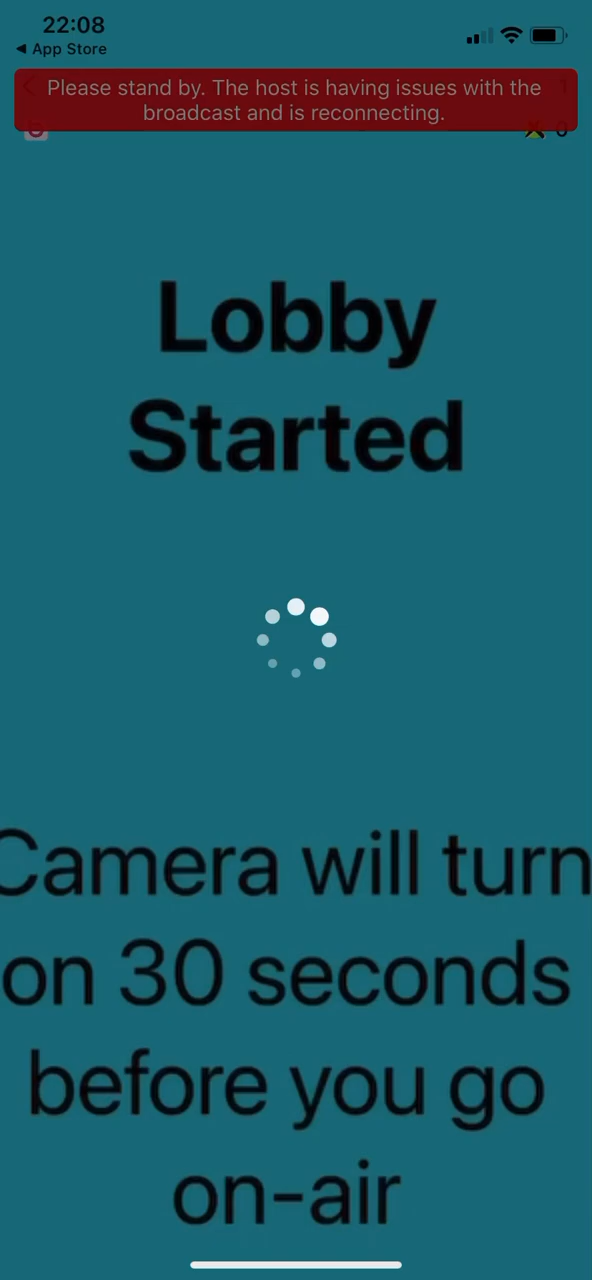 22:08
◀ App Store
Please stand by. The host is having issues with the
broadcast and is reconnecting.
0
Lobby
Started
Camera will turn
on 30 seconds
before you go
on-air